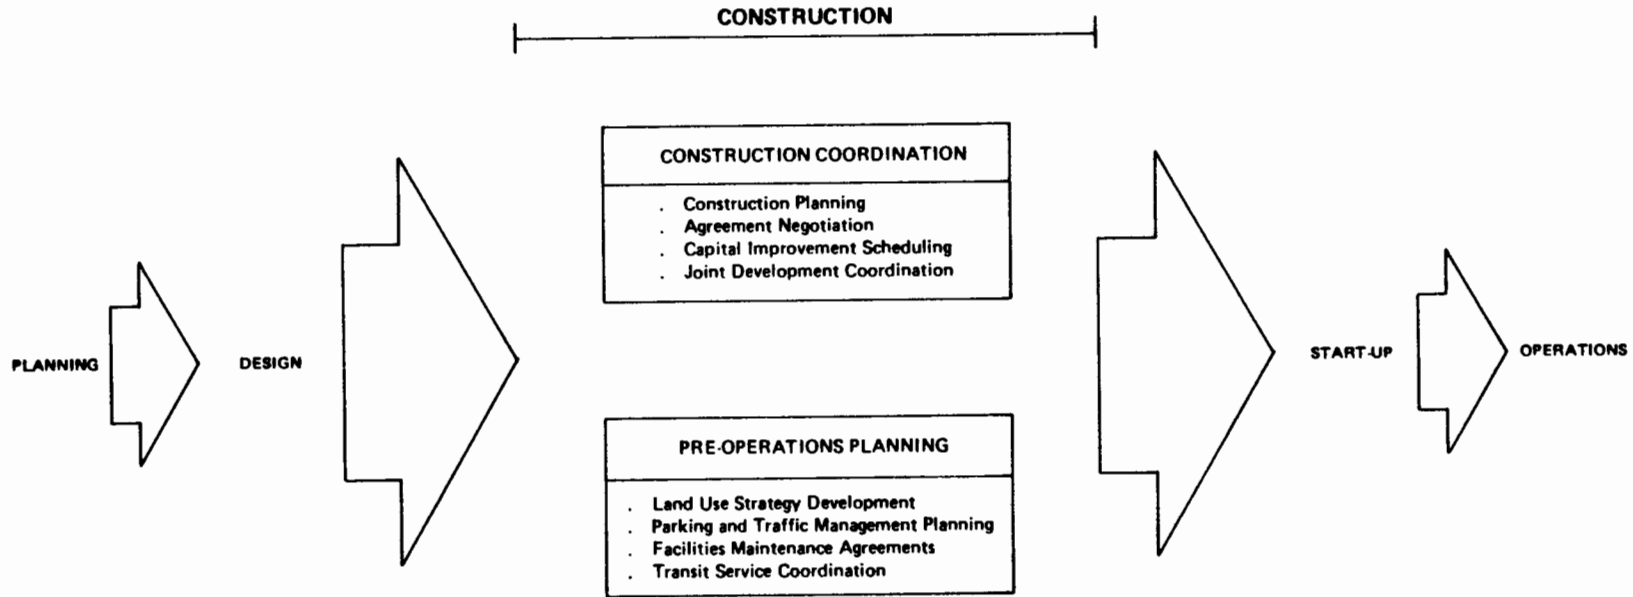 CONSTRUCTION
CONSTRUCTION COORDINATION
. Construction Planning
. Agreement Negotiation
. Capital Improvement Scheduling
. Joint Development Coordination
PLANNING
DESIGN
START-UP
OPERATIONS
PRE-OPERATIONS PLANNING
. Land Use Strategy Development
. Parking and Traffic Management Planning
. Facilities Maintenance Agreements
. Transit Service Coordination